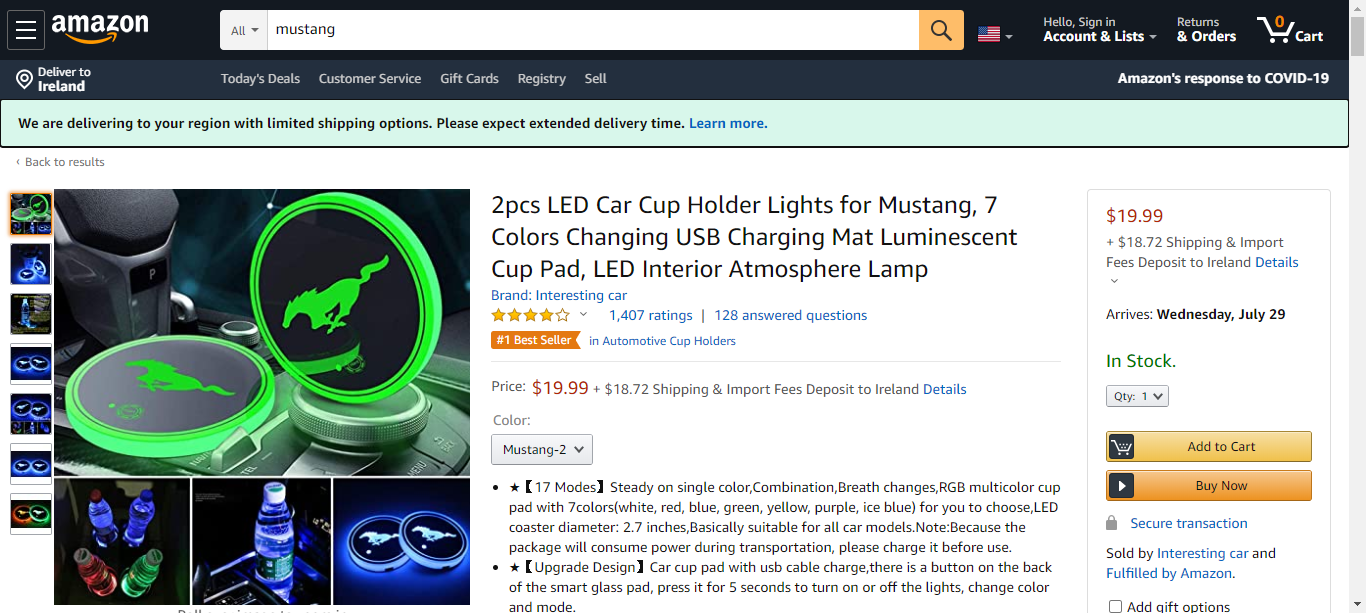 amazon
All
mustang
Hello, Sign in
Account & Lists
Returns
& Orders
0
Cart
Deliver to
Ireland
Today's Deals
Customer Service
Gift Cards
Registry
Sell
Amazon's response to COVID-19
We are delivering to your region with limited shipping options. Please expect extended delivery time. Learn more.
‹ Back to results
P
MENU
2pcs LED Car Cup Holder Lights for Mustang, 7
Colors Changing USB Charging Mat Luminescent
Cup Pad, LED Interior Atmosphere Lamp
Brand: Interesting car
1,407 ratings | 128 answered questions
#1 Best Seller in Automotive Cup Holders
Price: $19.99 + $18.72 Shipping & Import Fees Deposit to Ireland Details
Color:
Mustang-2
• ★【17 Modes】Steady on single color,Combination,Breath changes,RGB multicolor cup
pad with 7colors(white, red, blue, green, yellow, purple, ice blue) for you to choose,LED
coaster diameter: 2.7 inches,Basically suitable for all car models.Note:Because the
package will consume power during transportation, please charge it before use.
• ★【Upgrade Design】Car cup pad with usb cable charge,there is a button on the back
of the smart glass pad, press it for 5 seconds to turn on or off the lights, change color
and mode.
$19.99
+ $18.72 Shipping & Import
Fees Deposit to Ireland Details
Arrives: Wednesday, July 29
In Stock.
Qty: 1
Add to Cart
Buy Now
Secure transaction
Sold by Interesting car and
Fulfilled by Amazon.
Add gift options